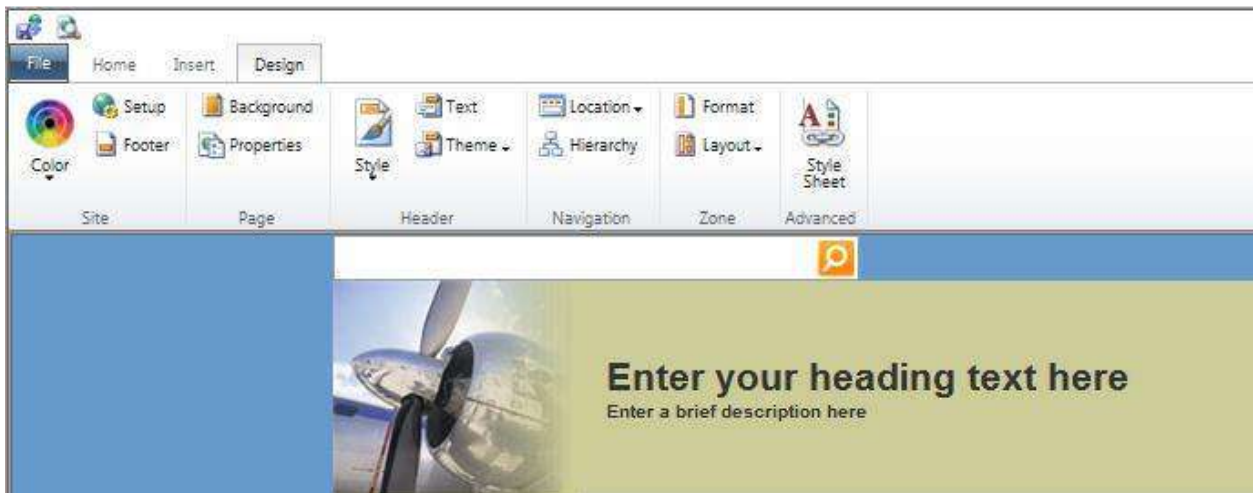 File Home Insert Design
Setup Background Text Location Format
Footer Properties Theme Hierarchy Layout
Color Style Style
Sheet
Site Page Header Navigation Zone Advanced
Enter your heading text here
Enter a brief description here